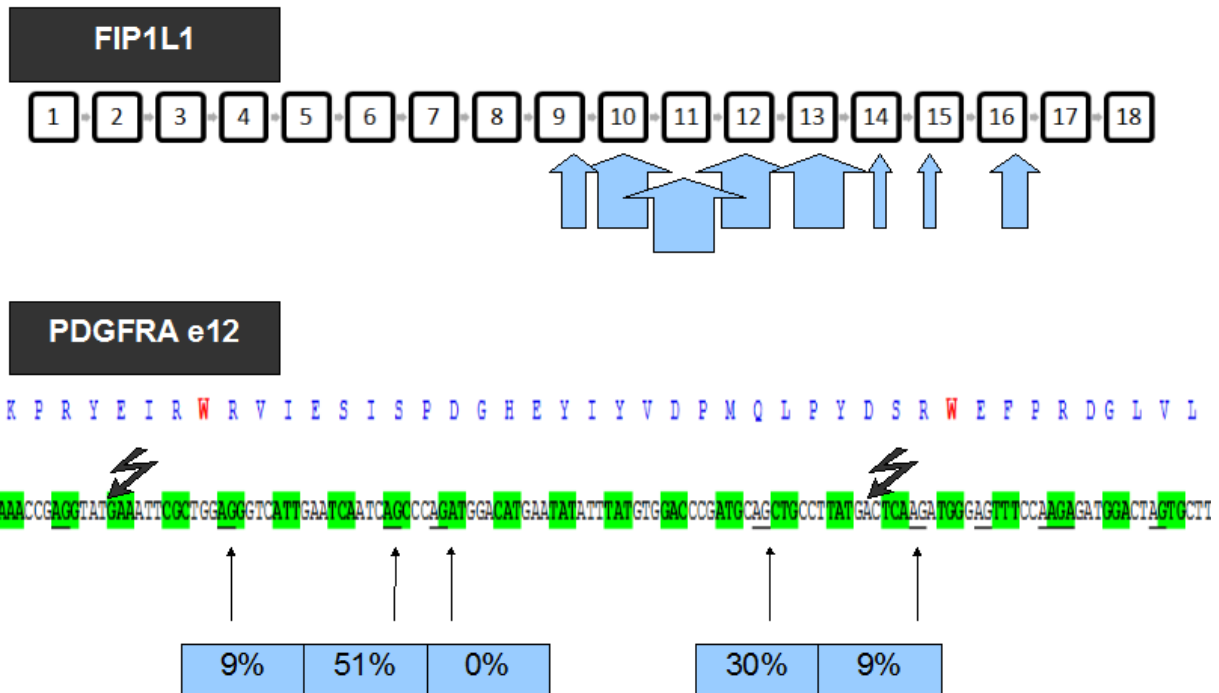 FIP1L1
1 2 3 4 5 6 7 8 9 10 11 12 13 14 15 16 17 18
PDGFRA e12
K P R Y E I R W R V I E S I S P D G H E Y I Y V D P M Q L P Y D S R W E F P R D G L V L
AAACCGAGGTATGAAATTCGCTGGAGGGTCATTGAATCAATCAGCCCAGATGGACATGAATATATTTATGTGGACCCGATGCAGCTGCCTTATGACTCAAGATGGGAGTTTCCAAGAGATGGACTAGTGCTT
9% 51% 0% 30% 9%